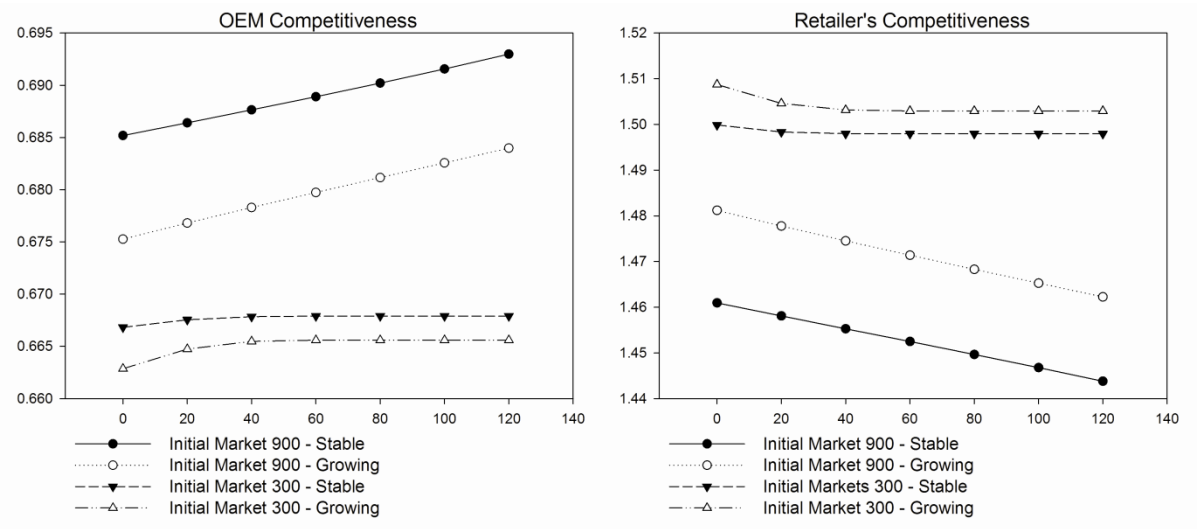 OEM Competitiveness
0.695
0.690
0.685
0.680
0.675
0.670
0.665
0.660
0 20 40 60 80 100 120 140
Initial Market 900 - Stable
Initial Market 900 - Growing
Initial Market 300 - Stable
Initial Market 300 - Growing
Retailer's Competitiveness
1.52
1.51
1.50
1.49
1.48
1.47
1.46
1.45
1.44
0 20 40 60 80 100 120 140
Initial Market 900 - Stable
Initial Market 900 - Growing
Initial Markets 300 - Stable
Initial Market 300 - Growing